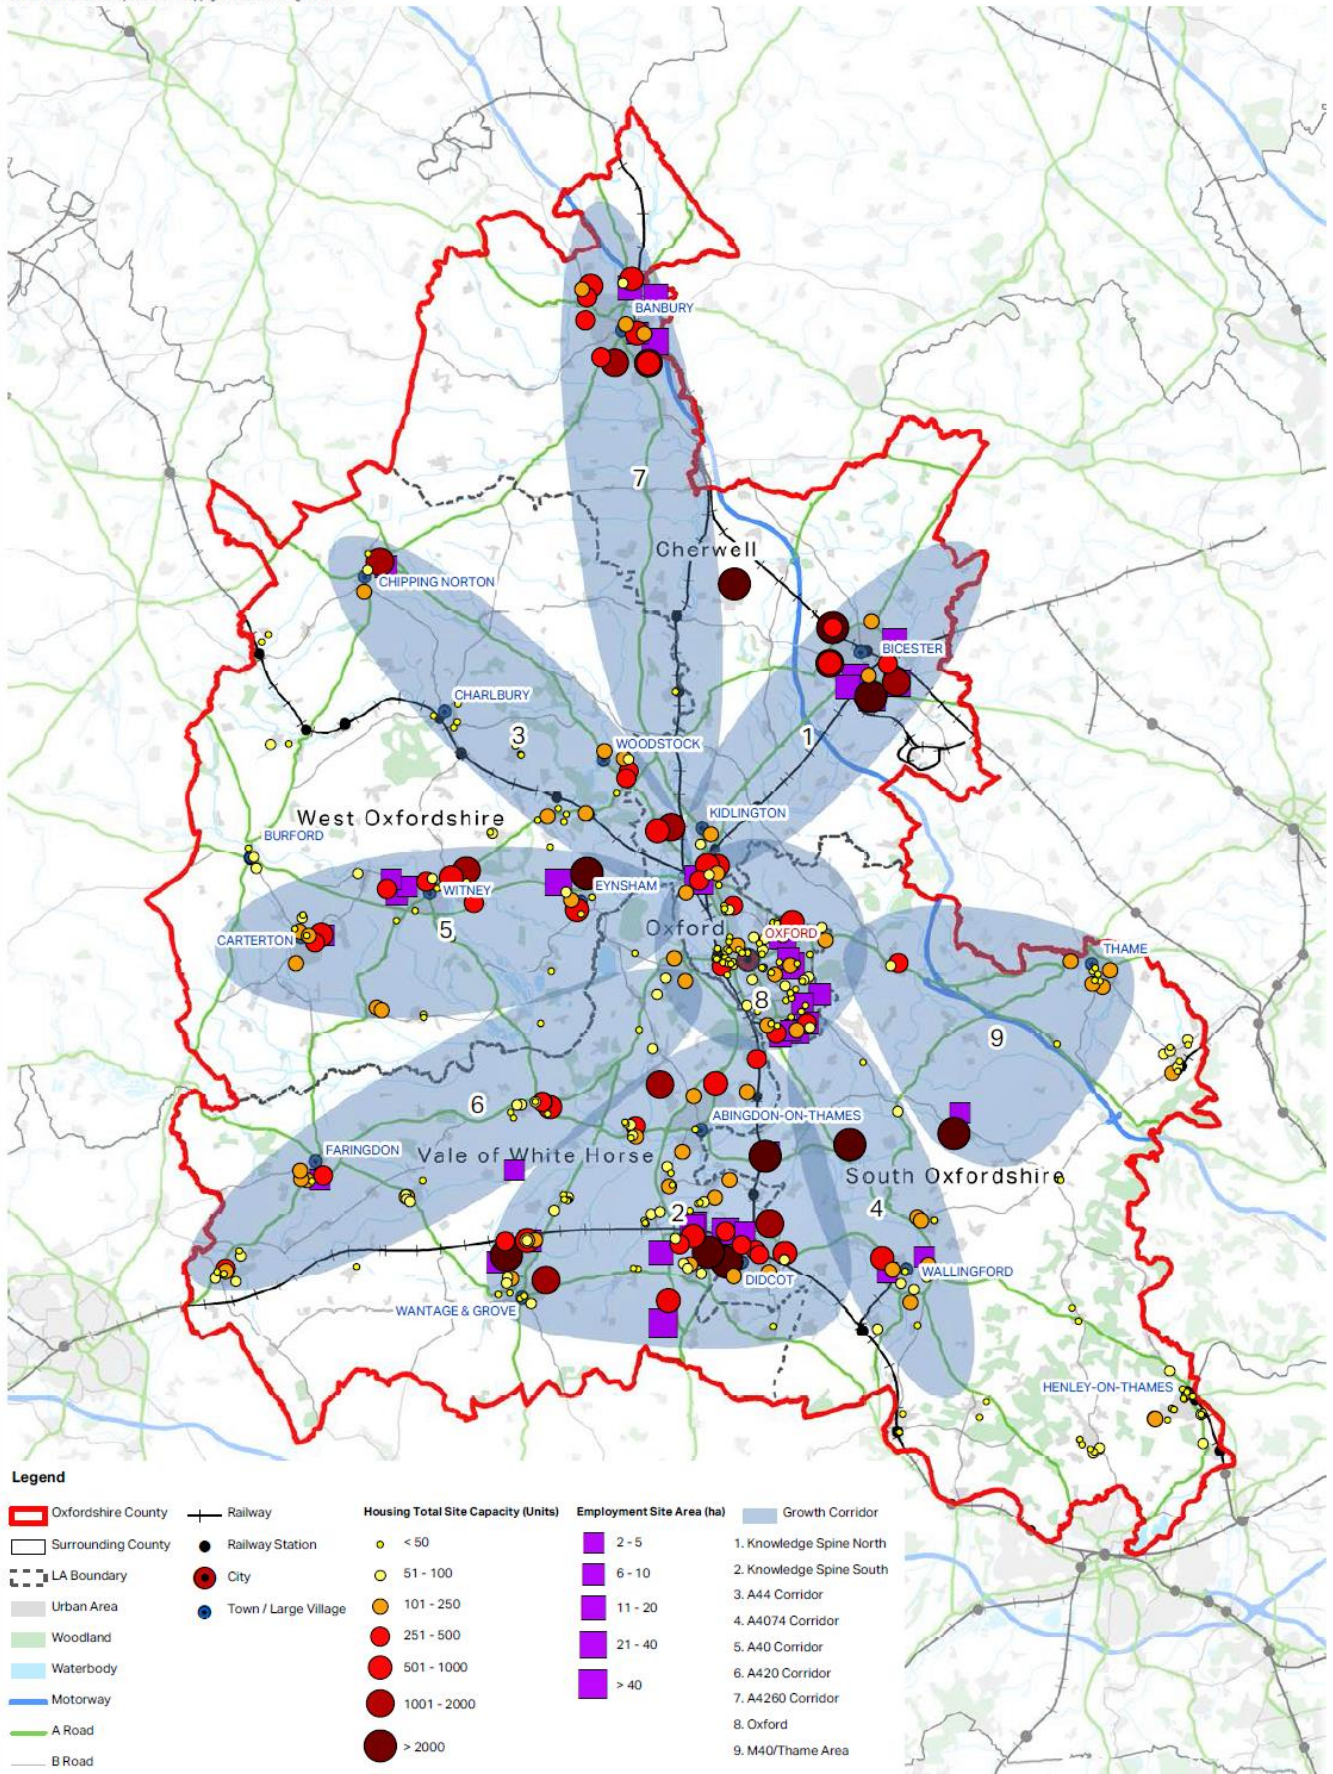 BANBURY
7
Cherwell
CHIPPING NORTON
BICESTER
CHARLBURY
3
WOODSTOCK
1
West Oxfordshire
KIDLINGTON
BURFORD
WITNEY
EYNSHAM
5
Oxford
OXFORD
CARTERTON
THAME
8
9
6
ABINGDON-ON-THAMES
FARINGDON
Vale of White Horse
South Oxfordshire
2
4
WALLINGFORD
DIDCOT
WANTAGE & GROVE
HENLEY-ON-THAMES
Legend
Oxfordshire County
Surrounding County
LA Boundary
Urban Area
Woodland
Waterbody
Motorway
A Road
B Road
Railway
Railway Station
City
Town / Large Village
Housing Total Site Capacity (Units)
< 50
51 - 100
101 - 250
251 - 500
501 - 1000
1001 - 2000
> 2000
Employment Site Area (ha)
2 - 5
6 - 10
11 - 20
21 - 40
> 40
Growth Corridor
1. Knowledge Spine North
2. Knowledge Spine South
3. A44 Corridor
4. A4074 Corridor
5. A40 Corridor
6. A420 Corridor
7. A4260 Corridor
8. Oxford
9. M40/Thame Area